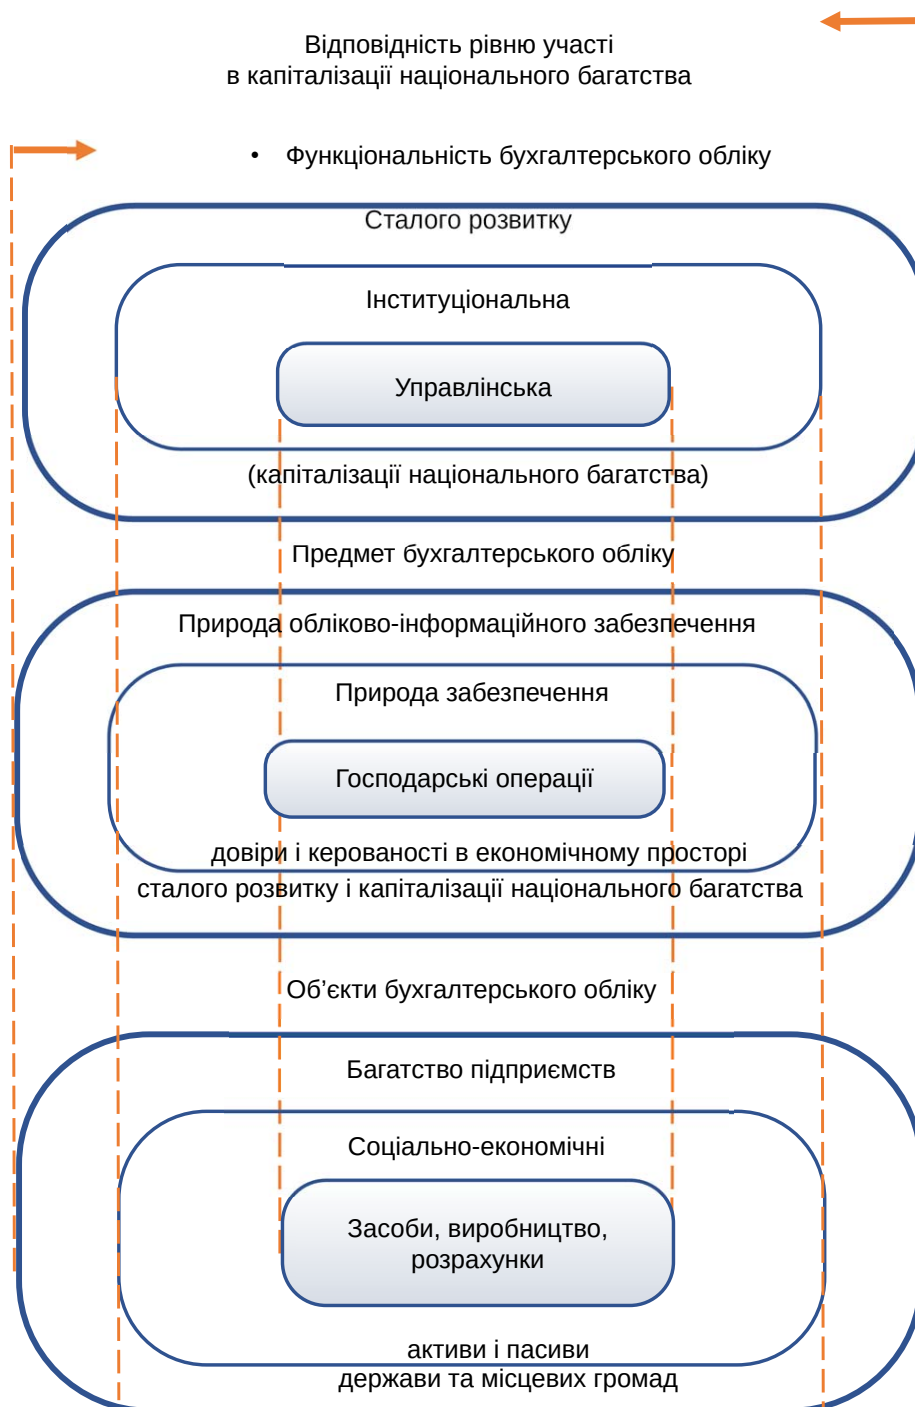 Відповідність рівню участі
в капіталізації національного багатства
• Функціональність бухгалтерського обліку
Сталого розвитку
Інституціональна
Управлінська
(капіталізації національного багатства)
Предмет бухгалтерського обліку
Природа обліково-інформаційного забезпечення
Природа забезпечення
Господарські операції
довіри і керованості в економічному просторі
сталого розвитку і капіталізації національного багатства
Об’єкти бухгалтерського обліку
Багатство підприємств
Соціально-економічні
Засоби, виробництво,
розрахунки
активи і пасиви
держави та місцевих громад